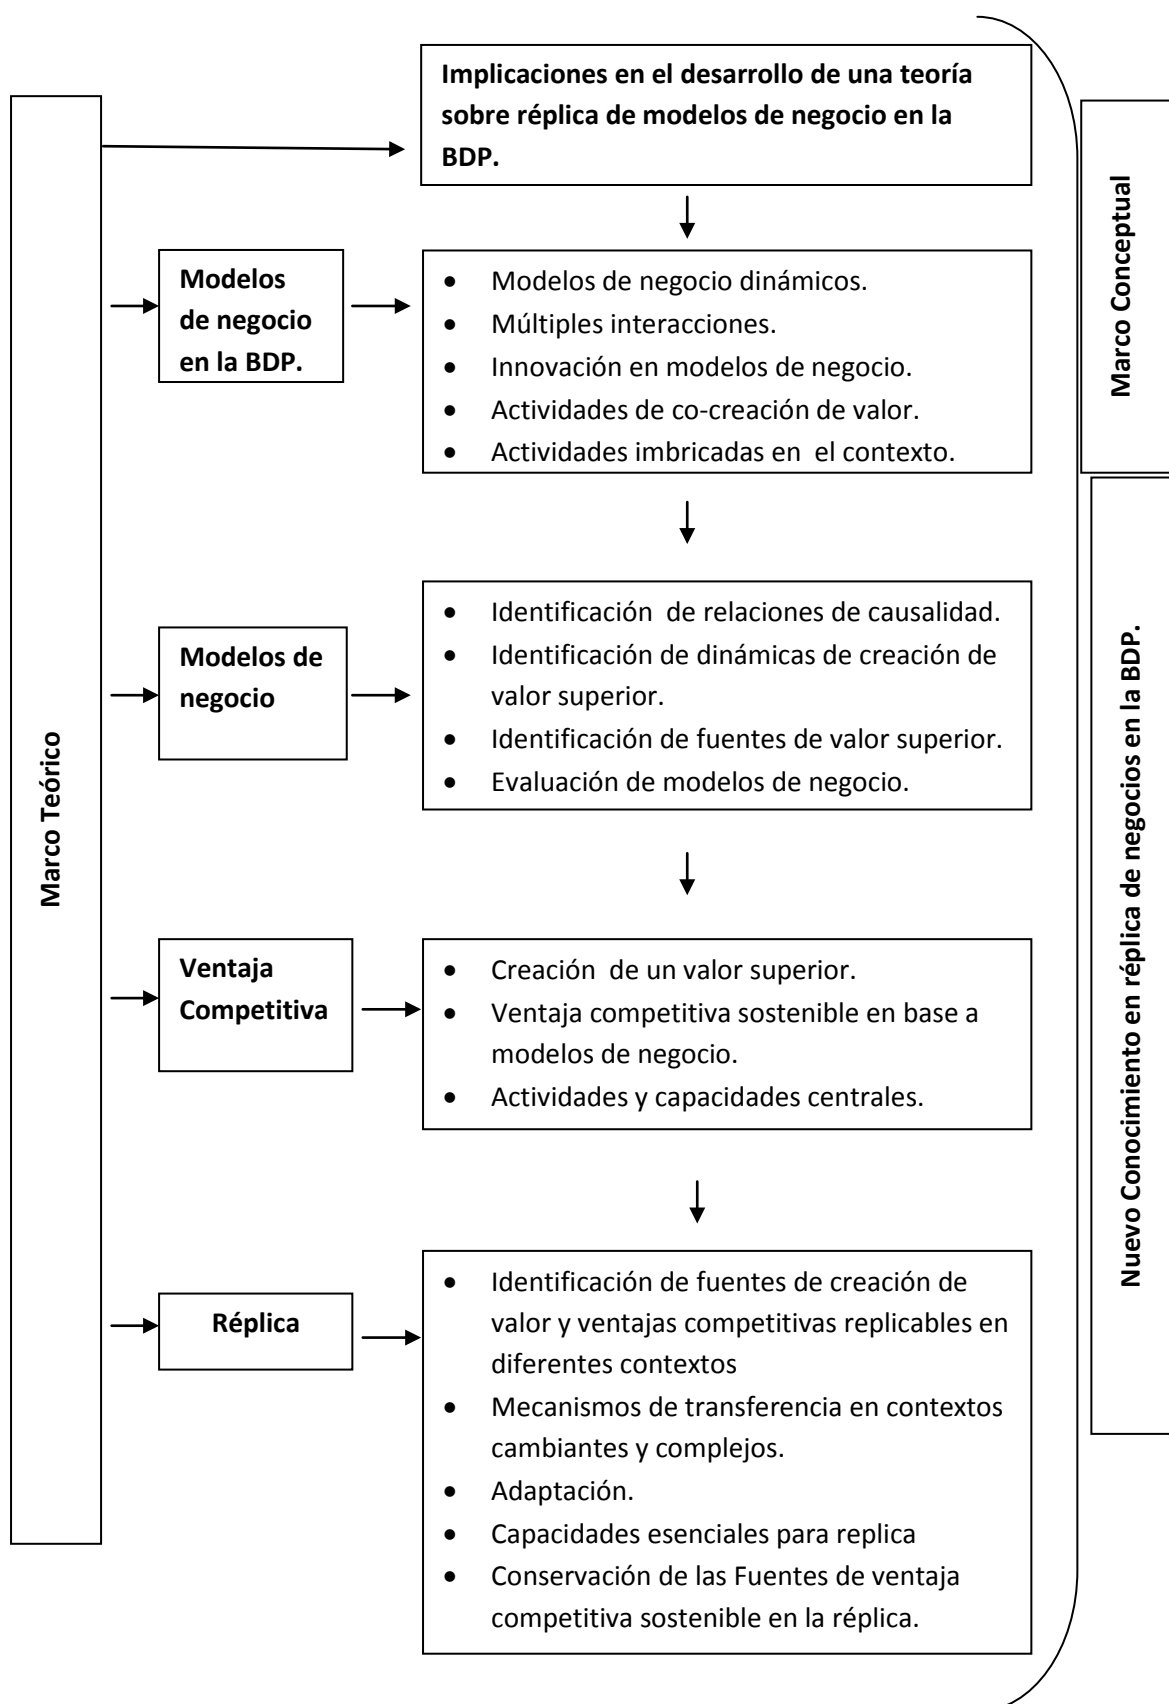 Implicaciones en el desarrollo de una teoría
sobre réplica de modelos de negocio en la
BDP.
Marco Teórico
Marco Conceptual
Modelos
de negocio
en la BDP.
• Modelos de negocio dinámicos.
• Múltiples interacciones.
• Innovación en modelos de negocio.
• Actividades de co-creación de valor.
• Actividades imbricadas en  el contexto.
Nuevo Conocimiento en réplica de negocios en la BDP.
Modelos de
negocio
• Identificación  de relaciones de causalidad.
• Identificación de dinámicas de creación de
valor superior.
• Identificación de fuentes de valor superior.
• Evaluación de modelos de negocio.
Ventaja
Competitiva
• Creación  de un valor superior.
• Ventaja competitiva sostenible en base a
modelos de negocio.
• Actividades y capacidades centrales.
Réplica
• Identificación de fuentes de creación de
valor y ventajas competitivas replicables en
diferentes contextos
• Mecanismos de transferencia en contextos
cambiantes y complejos.
• Adaptación.
• Capacidades esenciales para replica
• Conservación de las Fuentes de ventaja
competitiva sostenible en la réplica.